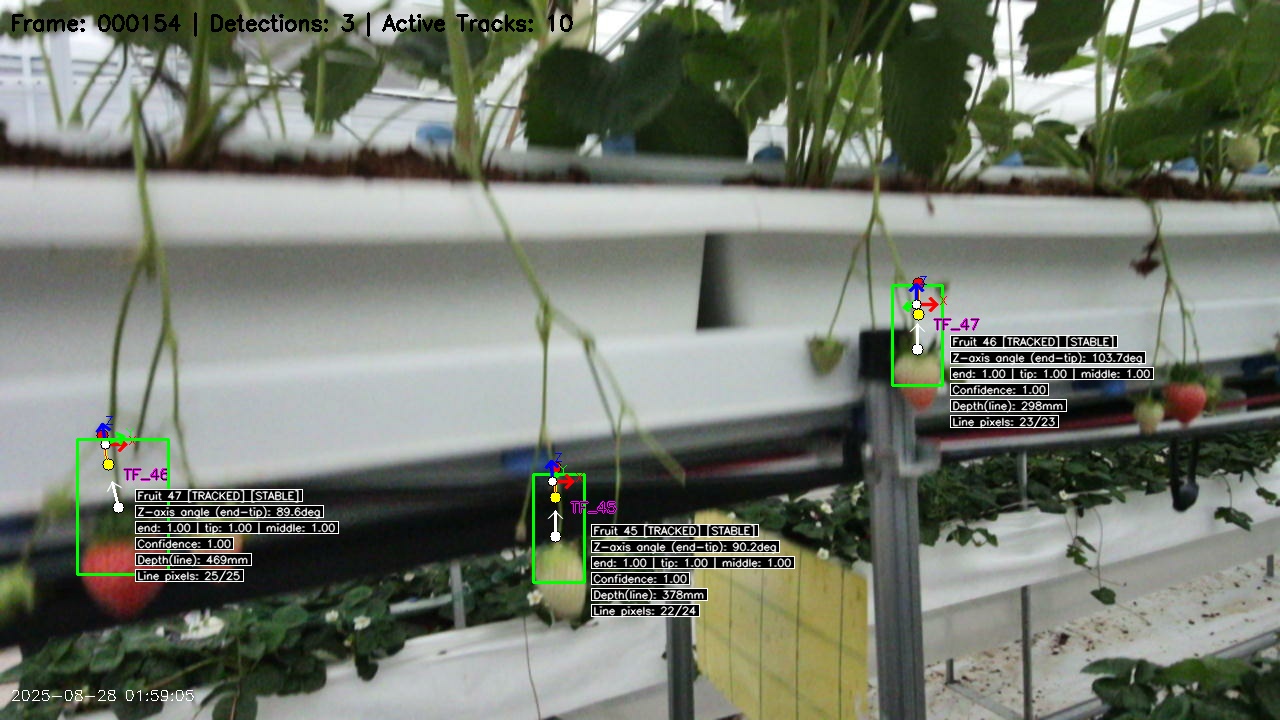 Frame: 000154 | Detections: 3 | Active Tracks: 10
Z
X
TF_47
Fruit 46 [TRACKED] [STABLE]
Z-axis angle (end-tip): 103.7deg
end: 1.00 | tip: 1.00 | middle: 1.00
Confidence: 1.00
Depth(line): 298mm
Line pixels: 23/23
Z
X
TF_46
Fruit 47 [TRACKED] [STABLE]
Z-axis angle (end-tip): 89.6deg
end: 1.00 | tip: 1.00 | middle: 1.00
Confidence: 1.00
Depth(line): 469mm
Line pixels: 25/25
Z
Y
X
TF_45
Fruit 45 [TRACKED] [STABLE]
Z-axis angle (end-tip): 90.2deg
end: 1.00 | tip: 1.00 | middle: 1.00
Confidence: 1.00
Depth(line): 378mm
Line pixels: 22/24
2025-08-28 01:59:05